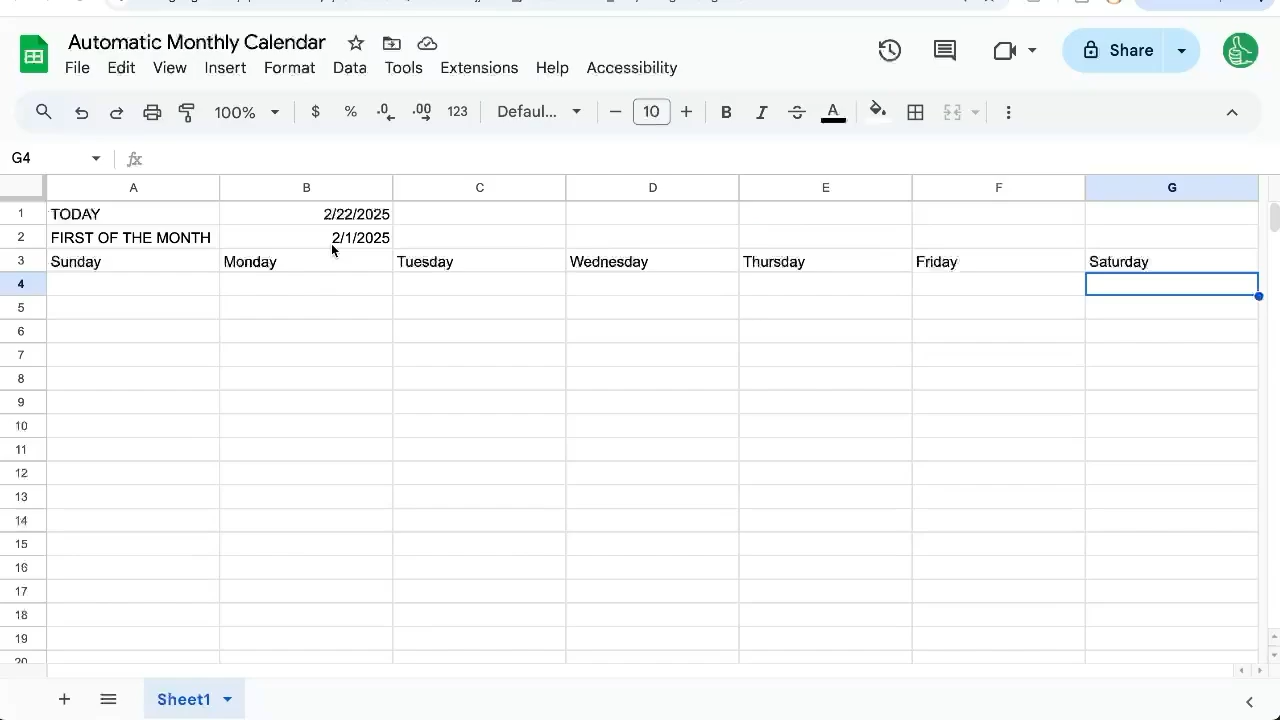 Automatic Monthly Calendar
File Edit View Insert Format Data Tools Extensions Help Accessibility
Share
100% $ % .0 .00 123 Defaul... 10 B I S A
G4 fx
A B C D E F G
1 TODAY 2/22/2025
2 FIRST OF THE MONTH 2/1/2025
3 Sunday Monday Tuesday Wednesday Thursday Friday Saturday
4
5
6
7
8
9
10
11
12
13
14
15
16
17
18
19
20
Sheet1